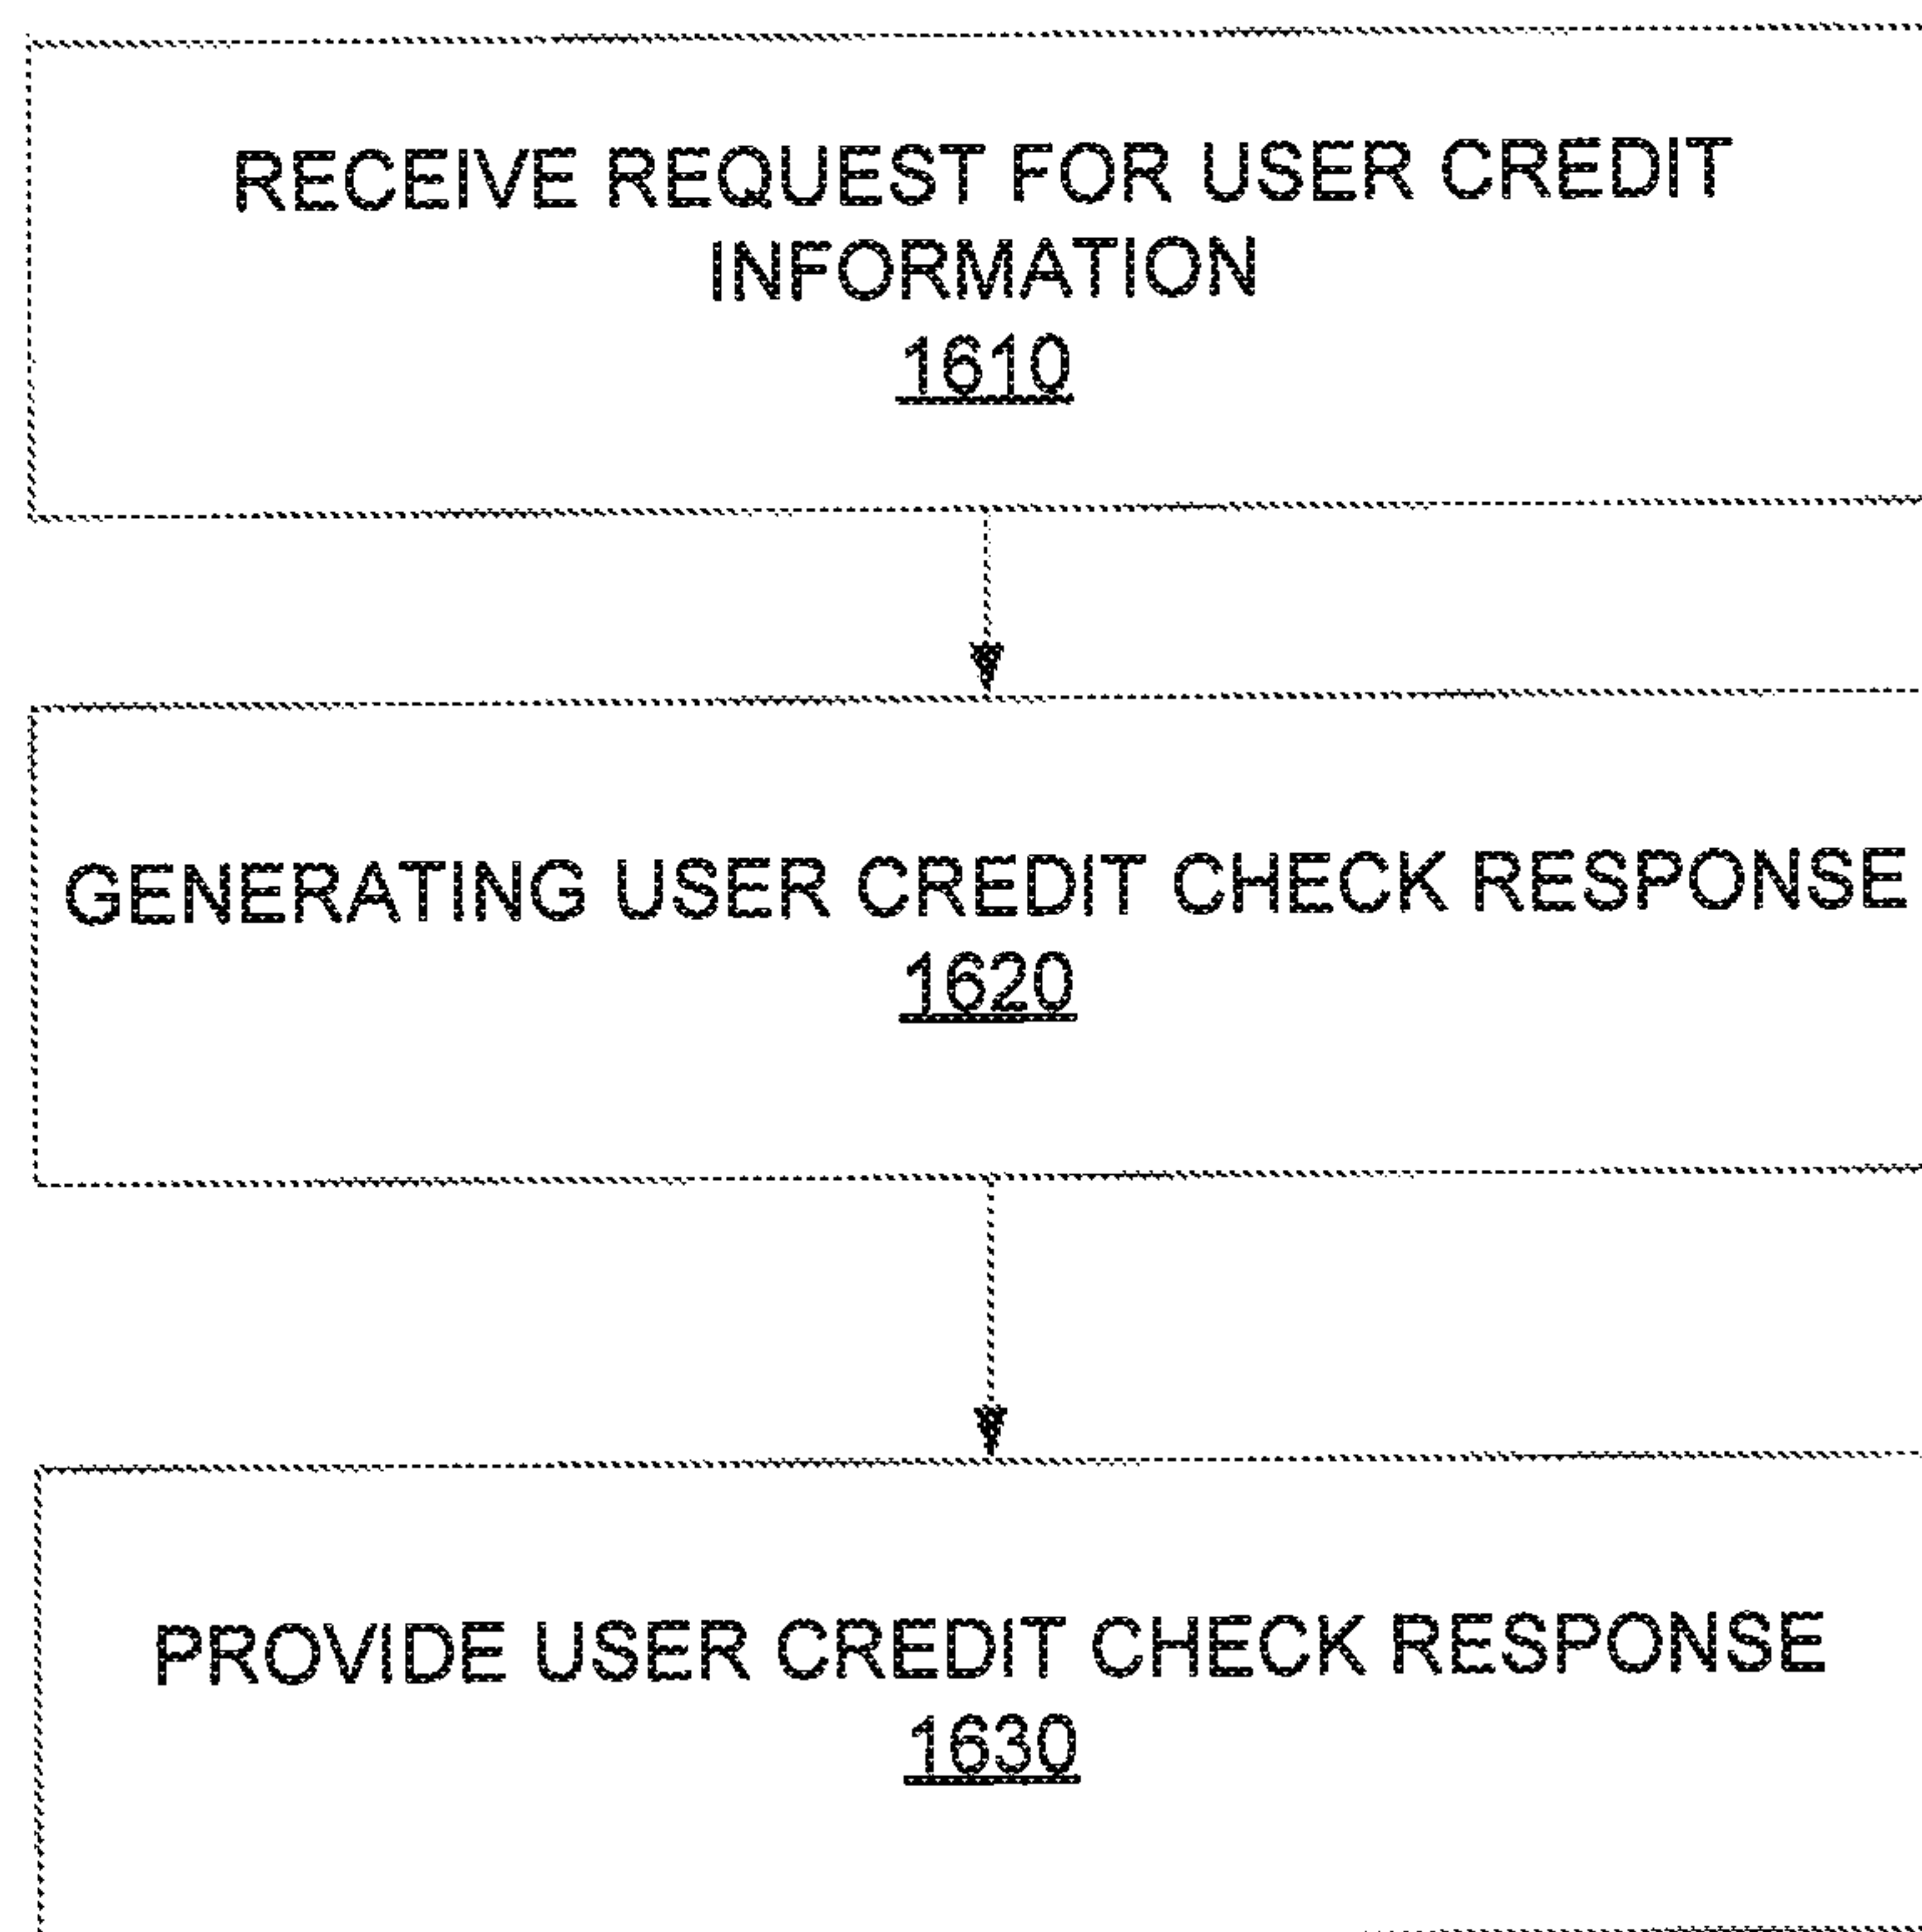 RECEIVE REQUEST FOR USER CREDIT
INFORMATION
1610
GENERATING USER CREDIT CHECK RESPONSE
1620
PROVIDE USER CREDIT CHECK RESPONSE
1630